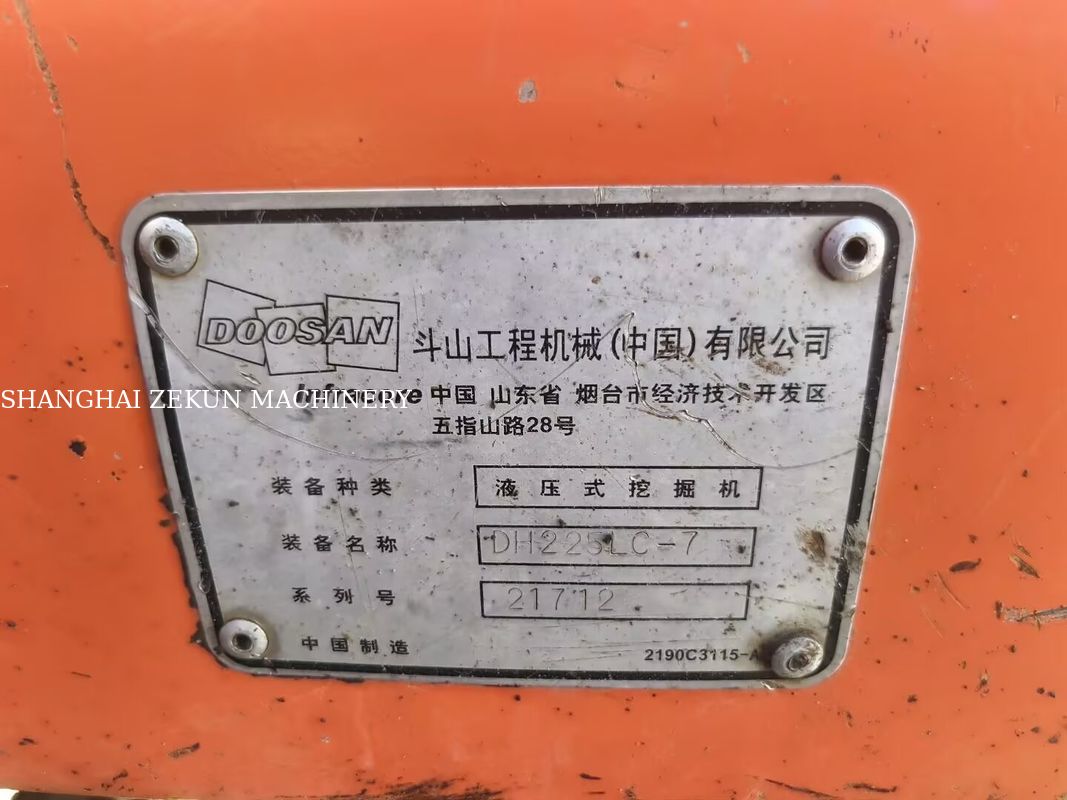 DOOSAN 斗山工程机械(中国)有限公司
SHANGHAI ZEKUN MACHINERY
中国 山东省 烟台市经济技术开发区
五指山路28号
装备种类 液压式挖掘机
装备名称 DH225LC-7
系列号 21712
中国制造 2190C3115-A